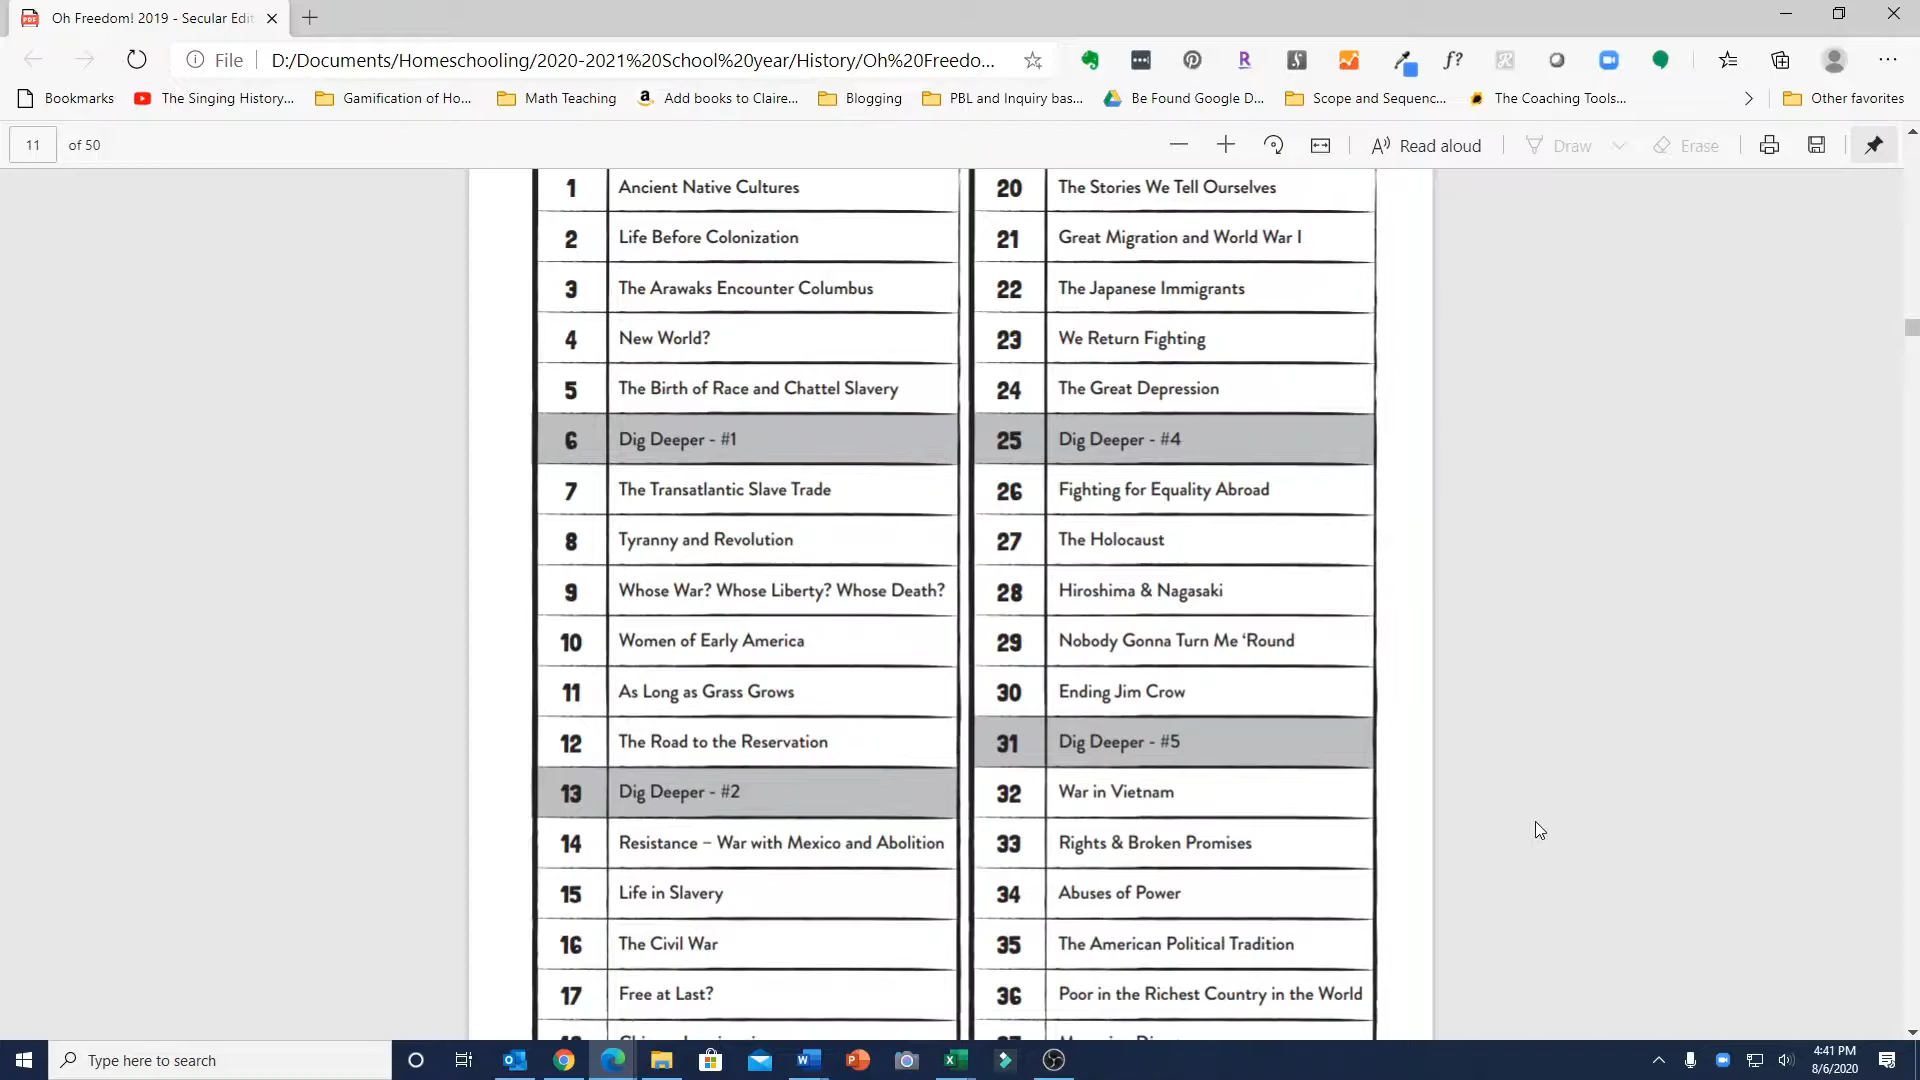 Oh Freedom! 2019 - Secular Edit
File
D:/Documents/Homeschooling/2020-2021%20School%20year/History/Oh%20Freedo...
f?
Bookmarks
The Singing History...
Gamification of Ho...
Math Teaching
Add books to Claire...
Blogging
PBL and Inquiry bas...
Be Found Google D...
Scope and Sequenc...
The Coaching Tools...
Other favorites
11 of 50
Read aloud
Draw
Erase
1 Ancient Native Cultures
2 Life Before Colonization
3 The Arawaks Encounter Columbus
4 New World?
5 The Birth of Race and Chattel Slavery
6 Dig Deeper - #1
7 The Transatlantic Slave Trade
8 Tyranny and Revolution
9 Whose War? Whose Liberty? Whose Death?
10 Women of Early America
11 As Long as Grass Grows
12 The Road to the Reservation
13 Dig Deeper - #2
14 Resistance – War with Mexico and Abolition
15 Life in Slavery
16 The Civil War
17 Free at Last?
20 The Stories We Tell Ourselves
21 Great Migration and World War I
22 The Japanese Immigrants
23 We Return Fighting
24 The Great Depression
25 Dig Deeper - #4
26 Fighting for Equality Abroad
27 The Holocaust
28 Hiroshima & Nagasaki
29 Nobody Gonna Turn Me ‘Round
30 Ending Jim Crow
31 Dig Deeper - #5
32 War in Vietnam
33 Rights & Broken Promises
34 Abuses of Power
35 The American Political Tradition
36 Poor in the Richest Country in the World
Type here to search
4:41 PM
8/6/2020